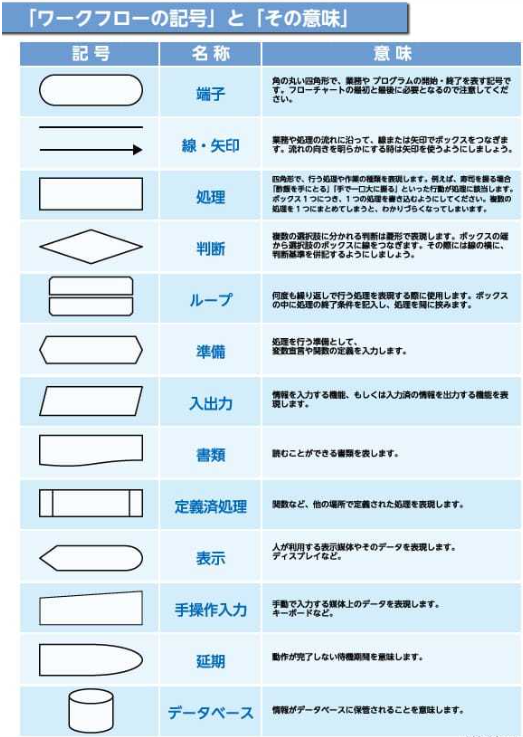 「ワークフローの記号」と「その意味」
記号 名称 意味
端子
角の丸い四角形で、業務や プログラムの開始・終了を表す記号で
す。フローチャートの最初と最後に必要となるので注意してくだ
さい。
線・矢印
業務や処理の流れに沿って、線または矢印でボックスをつなぎま
す。流れの向きを明らかにする時は矢印を使うようにしましょう。
処理
四角形で、行う処理や作業の種類を表現します。例えば、寿司を握る場合
「酢飯を手にとる」「手で一口大に握る」といった行動が処理に該当します。
ボックス1つにつき、1つの処理を書き込むようにしてください。複数の
処理を1つにまとめてしまうと、わかりづらくなってしまいます。
判断
複数の選択肢に分かれる判断は菱形で表現します。ボックスの端
から選択肢のボックスに線をつなぎます。その際には線の横に、
判断基準を併記するようにしましょう。
ループ
何度も繰り返しで行う処理を表現する際に使用します。ボックス
の中に処理の終了条件を記入し、処理を間に挟みます。
準備
処理を行う準備として、
変数宣言や関数の定義を入力します。
入出力
情報を入力する機能、もしくは入力済の情報を出力する機能を表
現します。
書類
読むことができる書類を表します。
定義済処理
関数など、他の場所で定義された処理を表現します。
表示
人が利用する表示媒体やそのデータを表現します。
ディスプレイなど。
手操作入力
手動で入力する媒体上のデータを表現します。
キーボードなど。
延期
動作が完了しない待機期間を意味します。
データベース
情報がデータベースに保管されることを意味します。